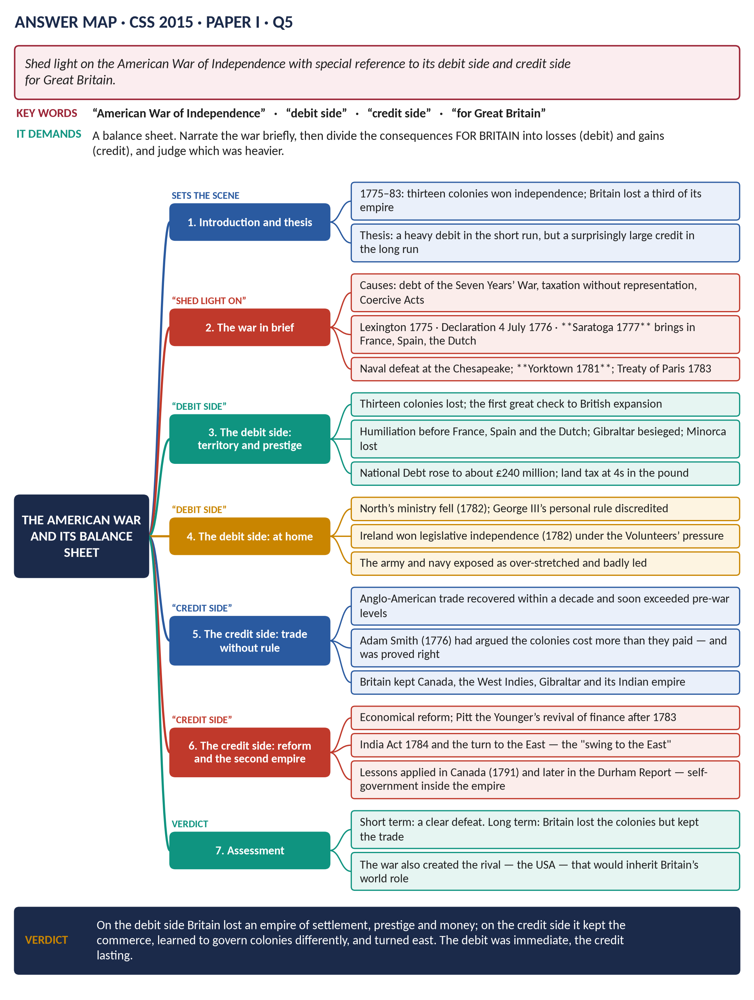 ANSWER MAP · CSS 2015 · PAPER I · Q5
Shed light on the American War of Independence with special reference to its debit side and credit side
for Great Britain.
KEY WORDS “American War of Independence” · “debit side” · “credit side” · “for Great Britain”
IT DEMANDS A balance sheet. Narrate the war briefly, then divide the consequences FOR BRITAIN into losses (debit) and gains
(credit), and judge which was heavier.
THE AMERICAN WAR
AND ITS BALANCE
SHEET
SETS THE SCENE
1. Introduction and thesis
1775–83: thirteen colonies won independence; Britain lost a third of its
empire
Thesis: a heavy debit in the short run, but a surprisingly large credit in
the long run
“SHED LIGHT ON”
2. The war in brief
Causes: debt of the Seven Years’ War, taxation without representation,
Coercive Acts
Lexington 1775 · Declaration 4 July 1776 · **Saratoga 1777** brings in
France, Spain, the Dutch
Naval defeat at the Chesapeake; **Yorktown 1781**; Treaty of Paris 1783
“DEBIT SIDE”
3. The debit side:
territory and prestige
Thirteen colonies lost; the first great check to British expansion
Humiliation before France, Spain and the Dutch; Gibraltar besieged; Minorca
lost
National Debt rose to about £240 million; land tax at 4s in the pound
“DEBIT SIDE”
4. The debit side: at home
North’s ministry fell (1782); George III’s personal rule discredited
Ireland won legislative independence (1782) under the Volunteers’ pressure
The army and navy exposed as over-stretched and badly led
“CREDIT SIDE”
5. The credit side: trade
without rule
Anglo-American trade recovered within a decade and soon exceeded pre-war
levels
Adam Smith (1776) had argued the colonies cost more than they paid — and
was proved right
Britain kept Canada, the West Indies, Gibraltar and its Indian empire
“CREDIT SIDE”
6. The credit side: reform
and the second empire
Economical reform; Pitt the Younger’s revival of finance after 1783
India Act 1784 and the turn to the East — the "swing to the East"
Lessons applied in Canada (1791) and later in the Durham Report — self-
government inside the empire
VERDICT
7. Assessment
Short term: a clear defeat. Long term: Britain lost the colonies but kept
the trade
The war also created the rival — the USA — that would inherit Britain’s
world role
VERDICT
On the debit side Britain lost an empire of settlement, prestige and money; on the credit side it kept the
commerce, learned to govern colonies differently, and turned east. The debit was immediate, the credit
lasting.